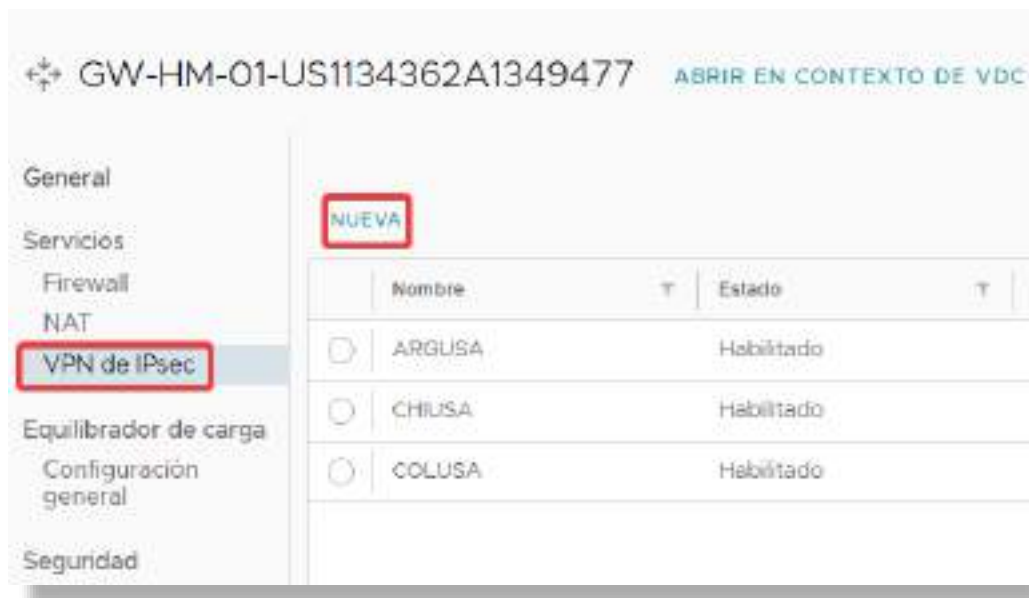 GW-HM-01-US1134362A1349477 ABRIR EN CONTEXTO DE VDC
General
Servicios
Firewall
NAT
VPN de IPsec
Equilibrador de carga
Configuración
general
Seguridad
NUEVA
Nombre Estado
ARGUSA Habilitado
CHIUSA Habilitado
COLUSA Habilitado